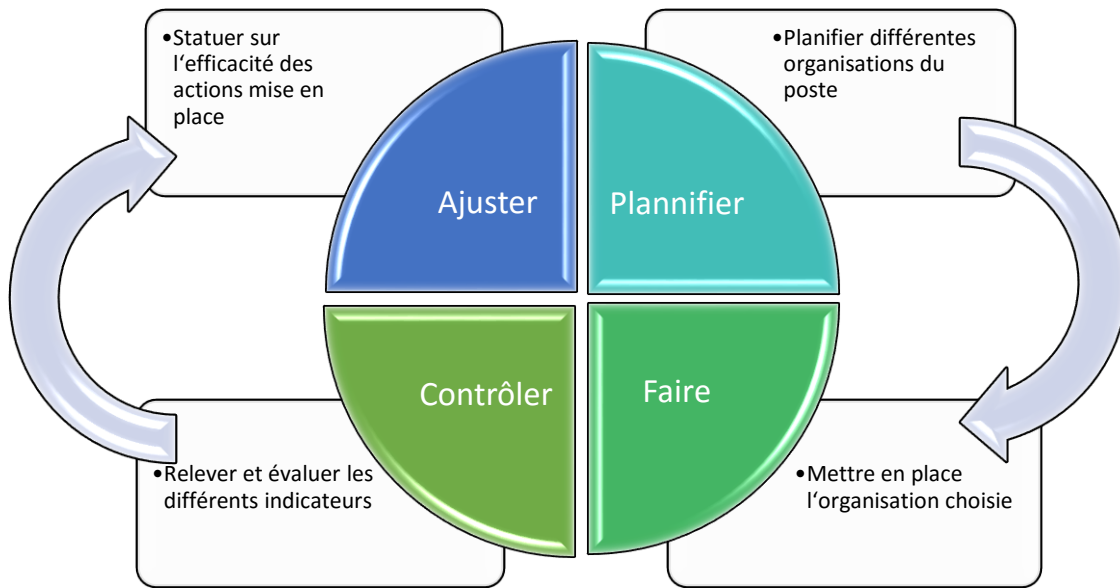 •Statuer sur
l‘efficacité des
actions mise en
place
•Planifier différentes
organisations du
poste
Ajuster
Plannifier
Contrôler
Faire
•Relever et évaluer les
différents indicateurs
•Mettre en place
l‘organisation choisie